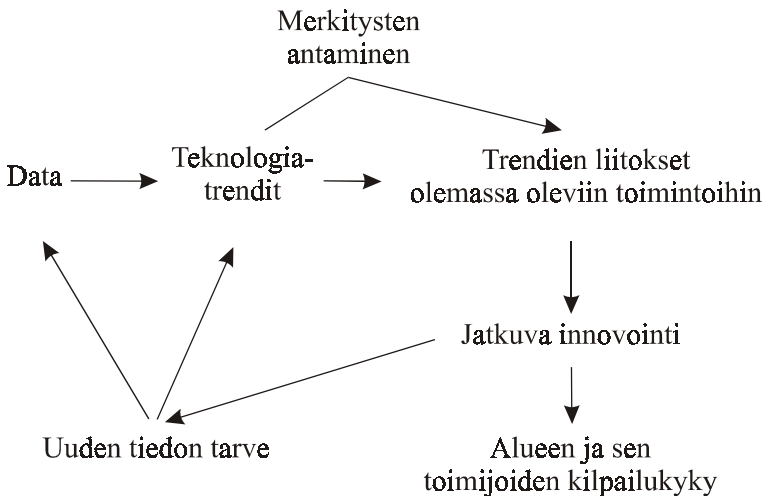 Merkitysten
antaminen
Data
Teknologia-
trendit
Trendien liitokset
olemassa oleviin toimintoihin
Jatkuva innovointi
Uuden tiedon tarve
Alueen ja sen
toimijoiden kilpailukyky